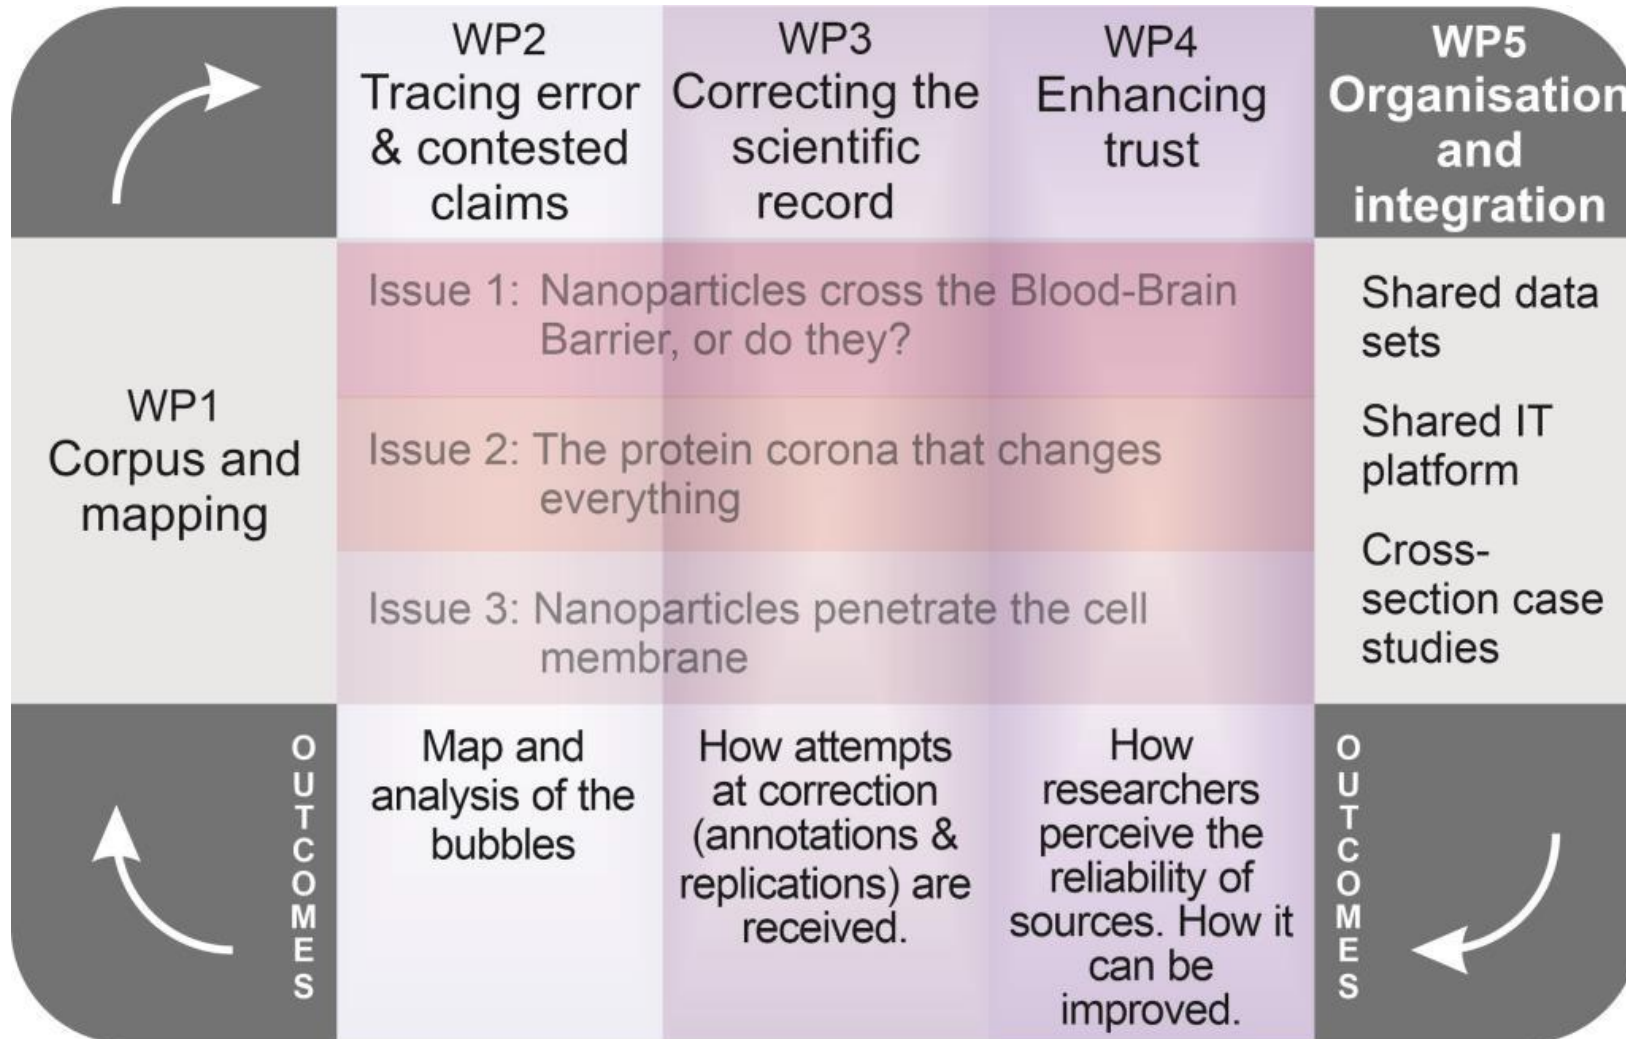 WP2
Tracing error
& contested
claims
WP3
Correcting the
scientific
record
WP4
Enhancing
trust
WP5
Organisation
and
integration
WP1
Corpus and
mapping
Issue 1: Nanoparticles cross the Blood-Brain
Barrier, or do they?
Issue 2: The protein corona that changes
everything
Issue 3: Nanoparticles penetrate the cell
membrane
Shared data
sets
Shared IT
platform
Cross-
section case
studies
OUTCOMES
Map and
analysis of the
bubbles
How attempts
at correction
(annotations &
replications) are
received.
How
researchers
perceive the
reliability of
sources. How it
can be
improved.
OUTCOMES